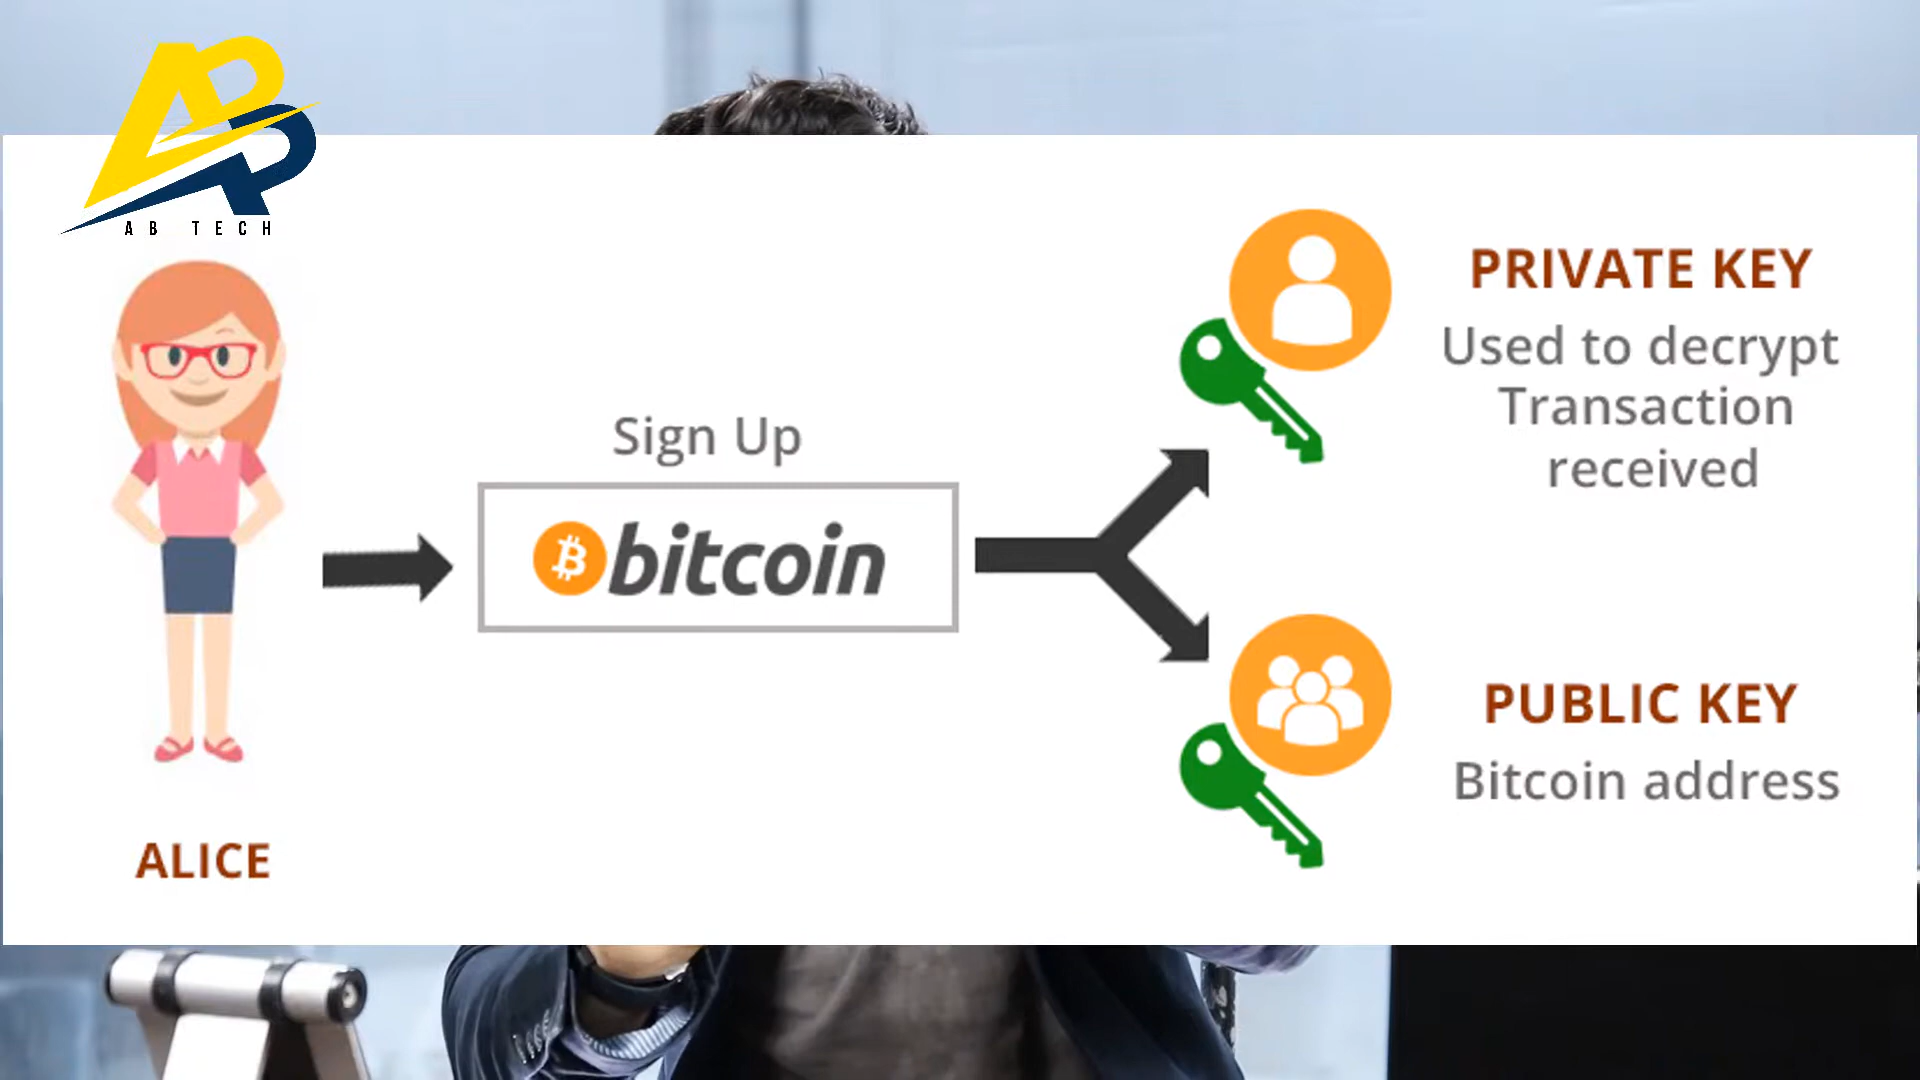 AB TECH
Sign Up
bitcoin
ALICE
PRIVATE KEY
Used to decrypt
Transaction
received
PUBLIC KEY
Bitcoin address